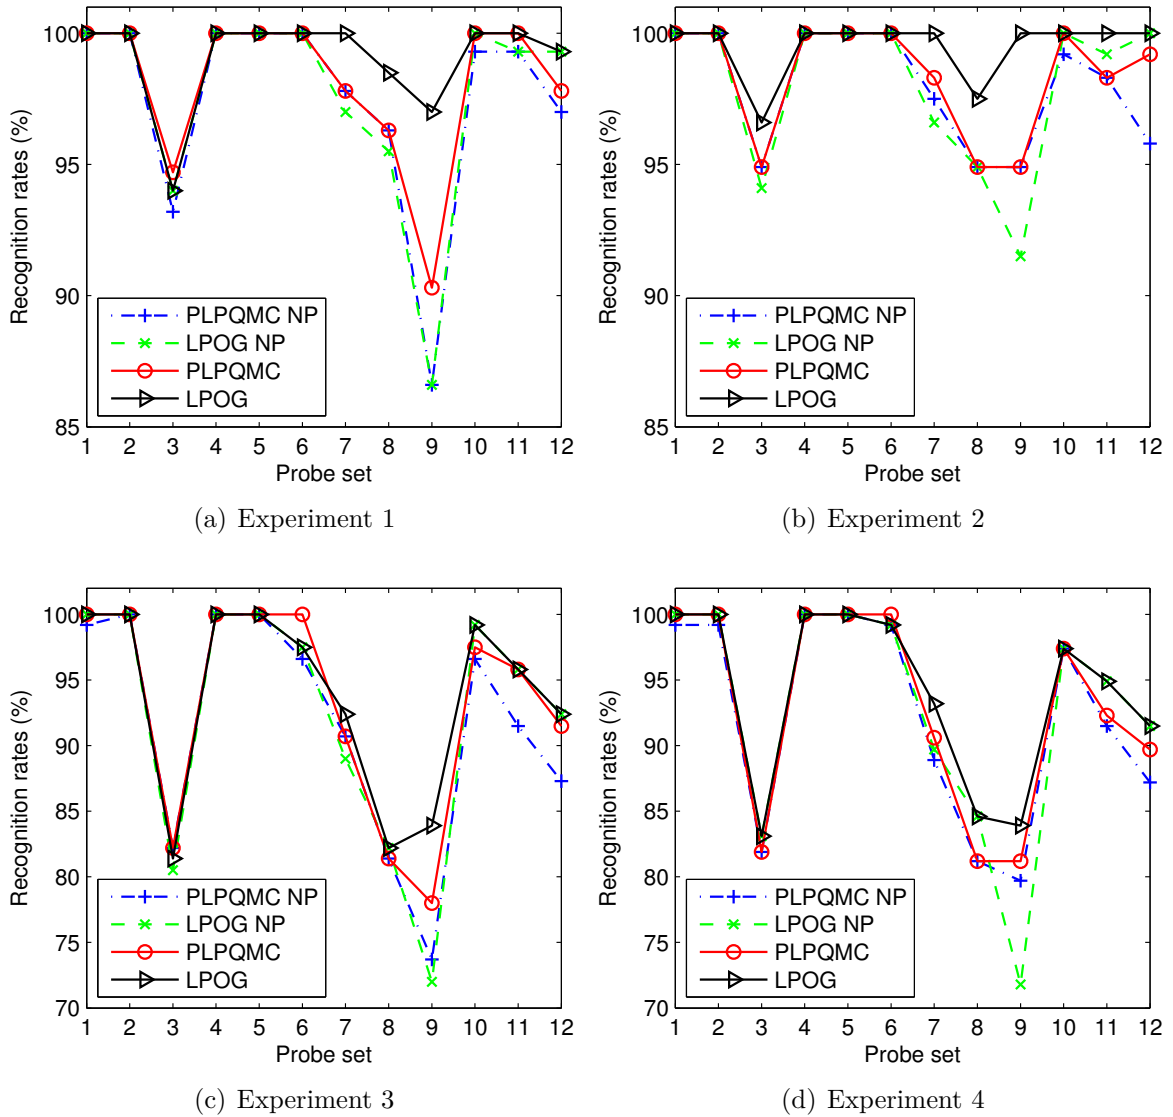 100
95
90
85
Recognition rates (%)
PLPQMC NP
LPOG NP
PLPQMC
LPOG
1 2 3 4 5 6 7 8 9 10 11 12
Probe set
(a) Experiment 1
100
95
90
85
Recognition rates (%)
PLPQMC NP
LPOG NP
PLPQMC
LPOG
1 2 3 4 5 6 7 8 9 10 11 12
Probe set
(b) Experiment 2
100
95
90
85
80
75
70
Recognition rates (%)
PLPQMC NP
LPOG NP
PLPQMC
LPOG
1 2 3 4 5 6 7 8 9 10 11 12
Probe set
(c) Experiment 3
100
95
90
85
80
75
70
Recognition rates (%)
PLPQMC NP
LPOG NP
PLPQMC
LPOG
1 2 3 4 5 6 7 8 9 10 11 12
Probe set
(d) Experiment 4